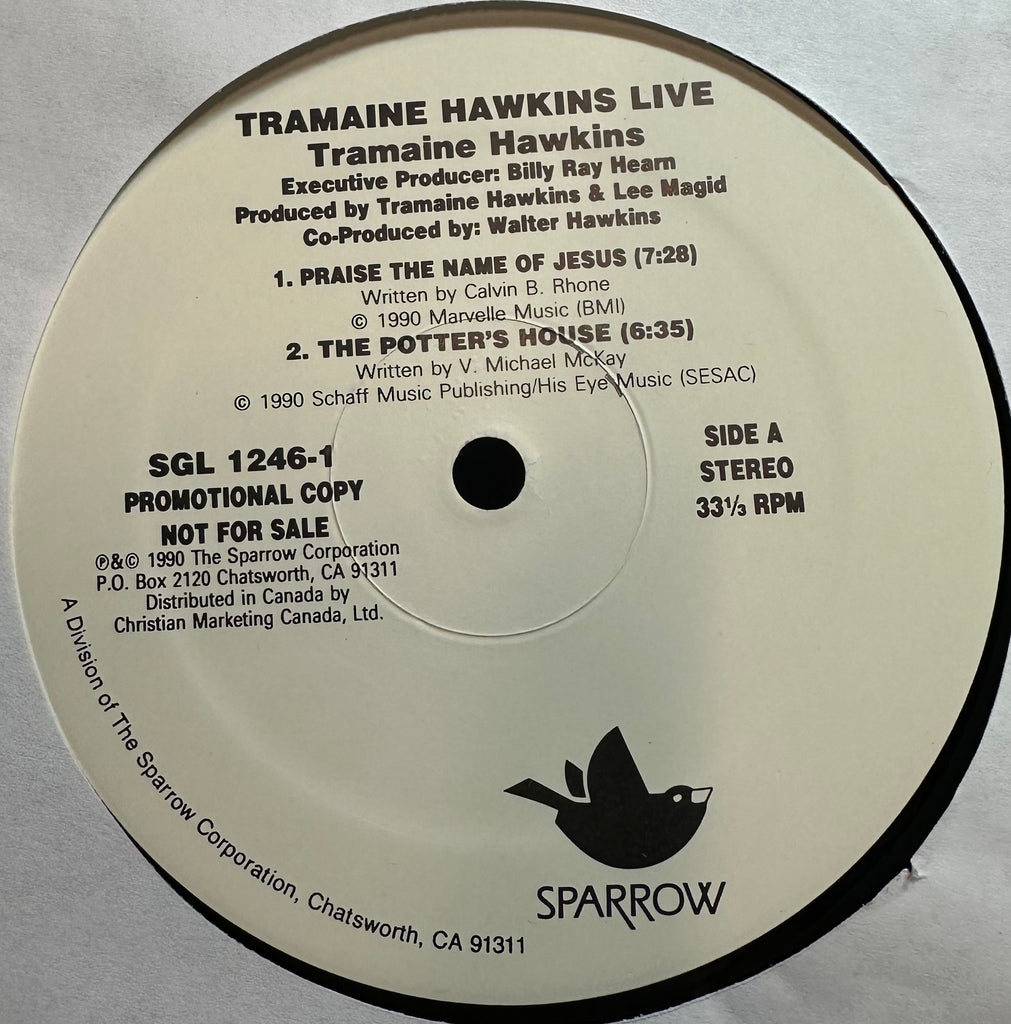 TRAMAINE HAWKINS LIVE
Tramaine Hawkins
Executive Producer: Billy Ray Hearn
Produced by Tramaine Hawkins & Lee Magid
Co-Produced by: Walter Hawkins
1. PRAISE THE NAME OF JESUS (7:28)
Written by Calvin B. Rhone
© 1990 Marvelle Music (BMI)
2. THE POTTER'S HOUSE (6:35)
Written by V. Michael McKay
© 1990 Schaff Music Publishing/His Eye Music (SESAC)
SGL 1246-1
PROMOTIONAL COPY
NOT FOR SALE
℗&© 1990 The Sparrow Corporation
P.O. Box 2120 Chatsworth, CA 91311
Distributed in Canada by
Christian Marketing Canada, Ltd.
SIDE A
STEREO
33⅓ RPM
A Division of The Sparrow Corporation, Chatsworth, CA 91311
SPARROW